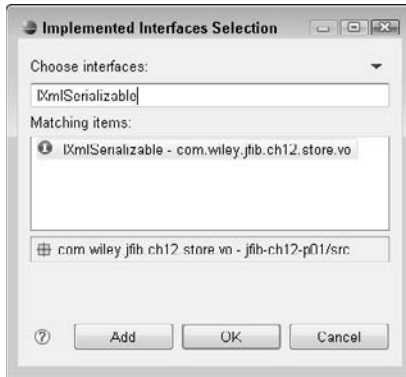 Implemented Interfaces Selection
Choose interfaces:
IXmlSerializable
Matching items:
IXmlSerializable - com.wiley.jfib.ch12.store.vo
com.wiley.jfib.ch12.store.vo - jfib-ch12-p01/src
Add OK Cancel